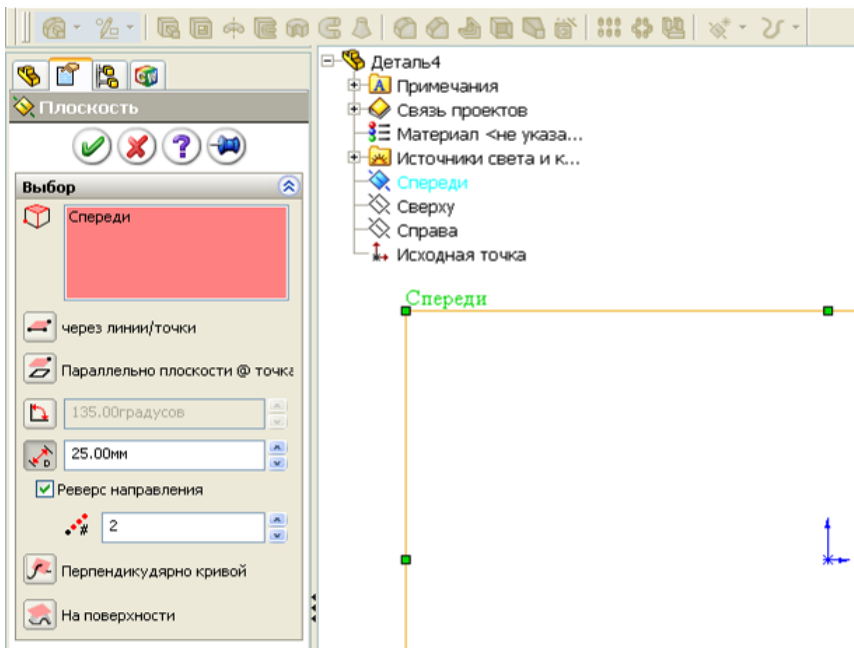 Плоскость
Выбор
Спереди
через линии/точки
Параллельно плоскости @ точка
135.00градусов
25.00мм
D
Реверс направления
#
2
Перпендикудярно кривой
На поверхности
Деталь4
A Примечания
Связь проектов
Материал <не указа...
Источники света и к...
Спереди
Сверху
Справа
Исходная точка
Спереди